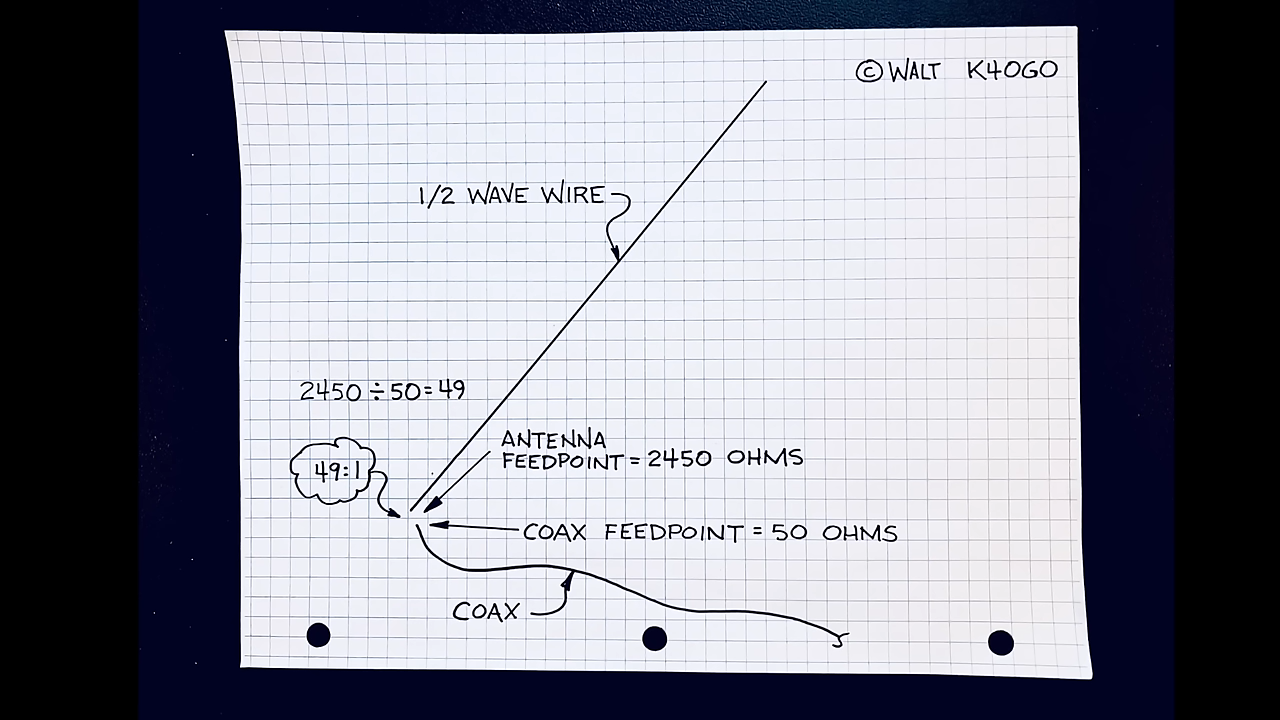 © WALT K4OGO
1/2 WAVE WIRE
2450 ÷ 50 = 49
ANTENNA
FEEDPOINT = 2450 OHMS
49:1
COAX FEEDPOINT = 50 OHMS
COAX